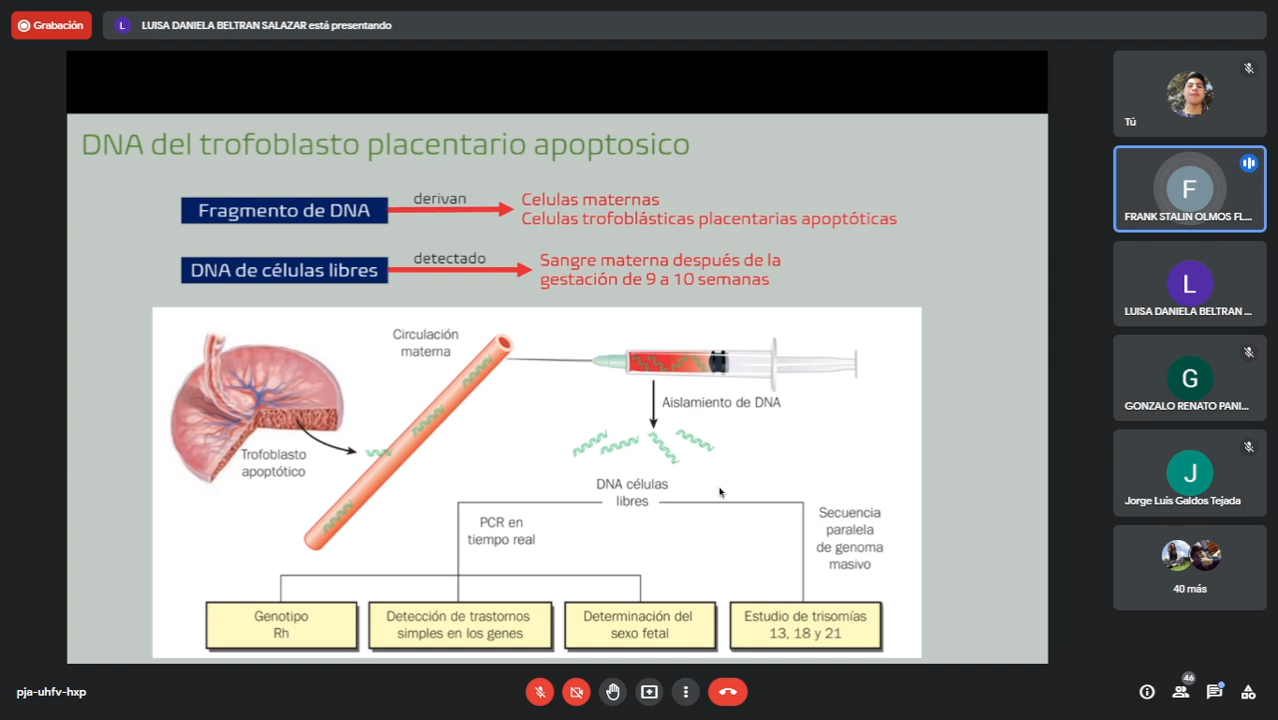 Grabación
L
LUISA DANIELA BELTRAN SALAZAR está presentando
DNA del trofoblasto placentario apoptosico
Fragmento de DNA
derivan
Celulas maternas
Celulas trofoblásticas placentarias apoptóticas
DNA de células libres
detectado
Sangre materna después de la
gestación de 9 a 10 semanas
Circulación
materna
Aislamiento de DNA
Trofoblasto
apoptótico
DNA células
libres
PCR en
tiempo real
Secuencia
paralela
de genoma
masivo
Genotipo
Rh
Detección de trastornos
simples en los genes
Determinación del
sexo fetal
Estudio de trisomías
13, 18 y 21
Tú
F
FRANK STALIN OLMOS FL...
L
LUISA DANIELA BELTRAN ...
G
GONZALO RENATO PANI...
J
Jorge Luis Galdos Tejada
40 más
pja-uhfv-hxp
46